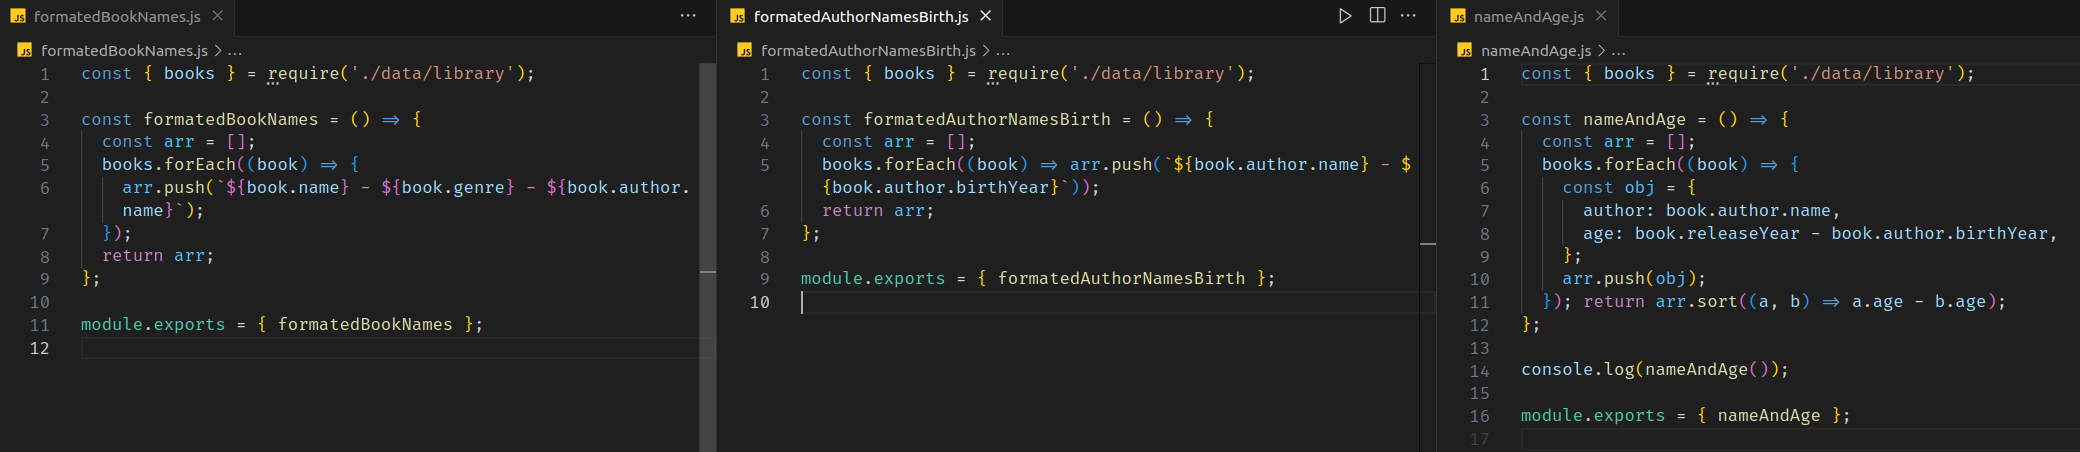 JS formatedBookNames.js
JS formatedBookNames.js > ...
1 const { books } = require('./data/library');
2
3 const formatedBookNames = () => {
4 const arr = [];
5 books.forEach((book) => {
6 arr.push(`${book.name} - ${book.genre} - ${book.author.
name}`);
7 });
8 return arr;
9 };
10
11 module.exports = { formatedBookNames };
12
JS formatedAuthorNamesBirth.js
JS formatedAuthorNamesBirth.js > ...
1 const { books } = require('./data/library');
2
3 const formatedAuthorNamesBirth = () => {
4 const arr = [];
5 books.forEach((book) => arr.push(`${book.author.name} - $
{book.author.birthYear}`));
6 return arr;
7 };
8
9 module.exports = { formatedAuthorNamesBirth };
10
JS nameAndAge.js
JS nameAndAge.js > ...
1 const { books } = require('./data/library');
2
3 const nameAndAge = () => {
4 const arr = [];
5 books.forEach((book) => {
6 const obj = {
7 author: book.author.name,
8 age: book.releaseYear - book.author.birthYear,
9 };
10 arr.push(obj);
11 }); return arr.sort((a, b) => a.age - b.age);
12 };
13
14 console.log(nameAndAge());
15
16 module.exports = { nameAndAge };
17